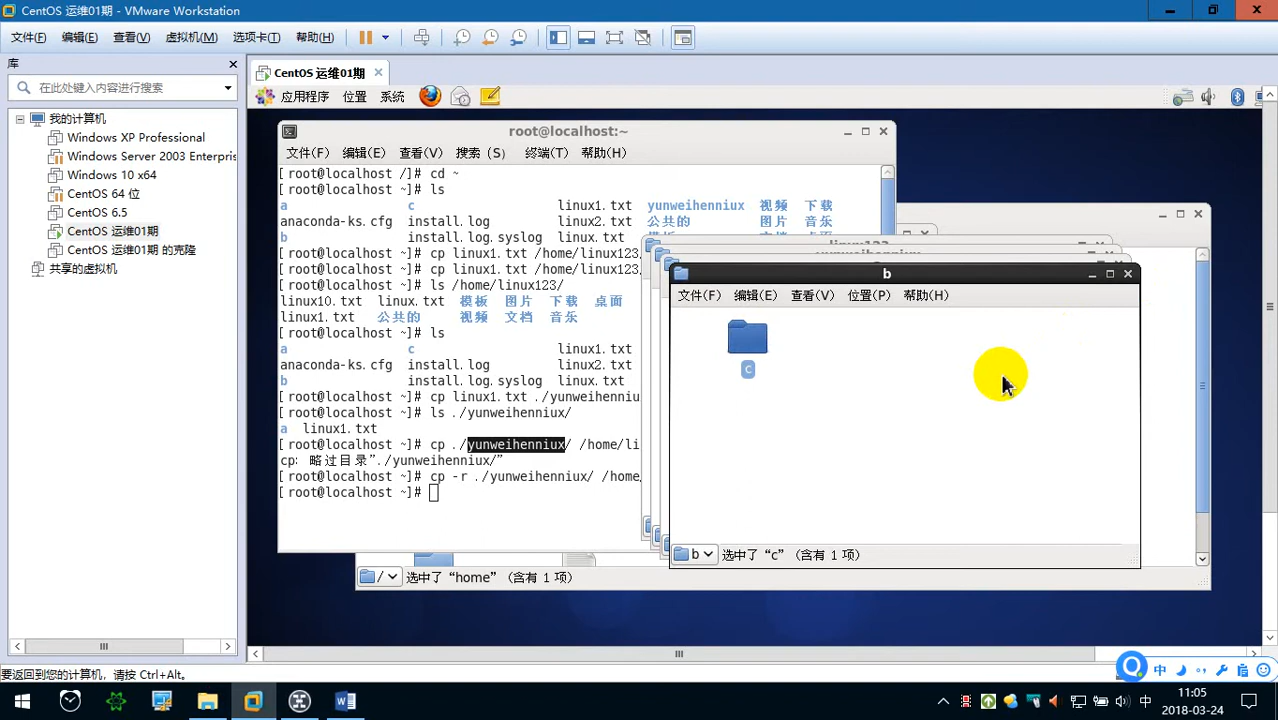 CentOS 运维01期 - VMware Workstation
文件(F) 编辑(E) 查看(V) 虚拟机(M) 选项卡(T) 帮助(H)
库
在此处键入内容进行搜索
我的计算机
Windows XP Professional
Windows Server 2003 Enterpris
Windows 10 x64
CentOS 64 位
CentOS 6.5
CentOS 运维01期
CentOS 运维01期 的克隆
共享的虚拟机
CentOS 运维01期
应用程序 位置 系统
root@localhost:~
文件(F) 编辑(E) 查看(V) 搜索 (S) 终端(T) 帮助(H)
[root@localhost /]# cd ~
[root@localhost ~]# ls
a c linux1.txt yunweihenniux 视频 下载
anaconda-ks.cfg install.log linux2.txt 公共的 图片 音乐
b install.log.syslog linux.txt 模板 文档 桌面
[root@localhost ~]# cp linux1.txt /home/linux123,
[root@localhost ~]# cp linux1.txt /home/linux123,
[root@localhost ~]# ls /home/linux123/
linux10.txt linux.txt 模板 图片 下载 桌面
linux1.txt 公共的 视频 文档 音乐
[root@localhost ~]# ls
a c linux1.txt
anaconda-ks.cfg install.log linux1.txt
b install.log.syslog linux1.txt
[root@localhost ~]# cp linux1.txt ./yunweihenniu
[root@localhost ~]# ls ./yunweihenniux/
a linux1.txt
[root@localhost ~]# cp ./yunweihenniux/ /home/li
cp: 略过目录"./yunweihenniux/"
[root@localhost ~]# cp -r ./yunweihenniux/ /home,
[root@localhost ~]#
linux123
yunweihenniux
b
文件(F) 编辑(E) 查看(V) 位置(P) 帮助(H)
c
b 选中了 “c” (含有 1 项)
/ 选中了 “home” (含有 1 项)
要返回到您的计算机，请按 Ctrl+Alt。
中
中
11:05
2018-03-24